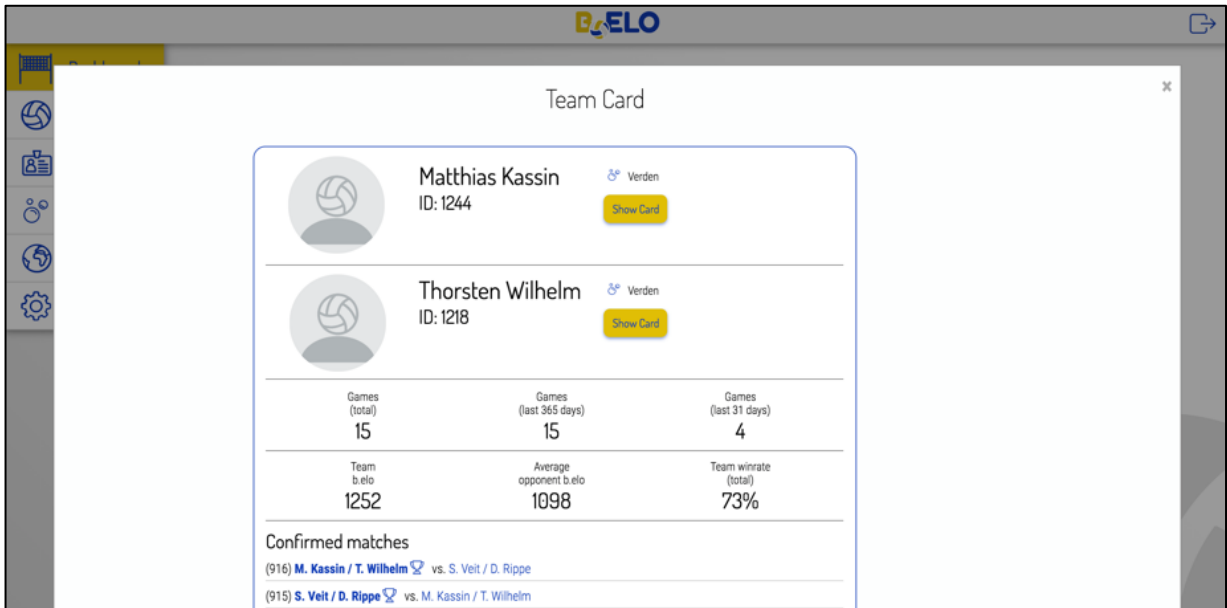 B.ELO
Team Card
x
Matthias Kassin
ID: 1244
Verden
Show Card
Thorsten Wilhelm
ID: 1218
Verden
Show Card
Games
(total)
15
Games
(last 365 days)
15
Games
(last 31 days)
4
Team
b.elo
1252
Average
opponent b.elo
1098
Team winrate
(total)
73%
Confirmed matches
(916) M. Kassin / T. Wilhelm vs. S. Veit / D. Rippe
(915) S. Veit / D. Rippe vs. M. Kassin / T. Wilhelm